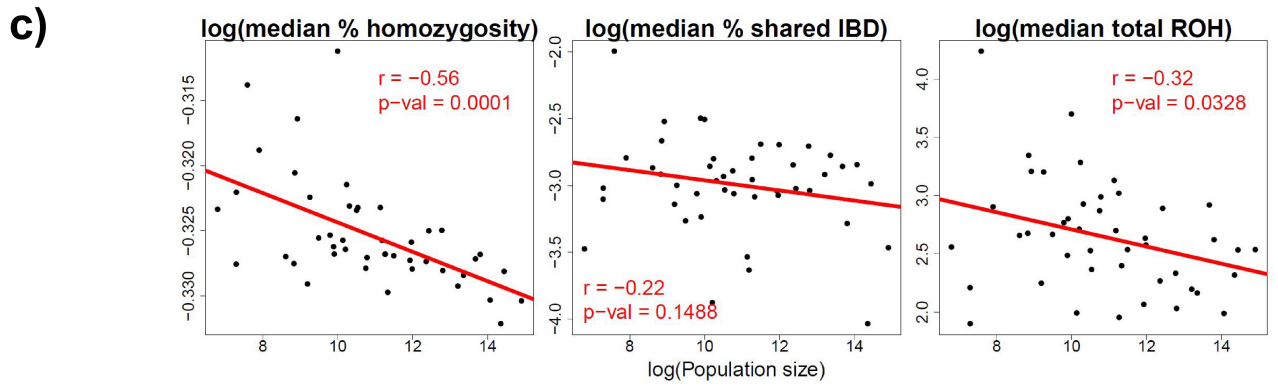 c)
log(median % homozygosity)
r = −0.56
p−val = 0.0001
−0.315
−0.320
−0.325
−0.330
8 10 12 14
log(median % shared IBD)
−2.0
−2.5
−3.0
−3.5
−4.0
r = −0.22
p−val = 0.1488
8 10 12 14
log(Population size)
log(median total ROH)
r = −0.32
p−val = 0.0328
4.0
3.5
3.0
2.5
2.0
8 10 12 14